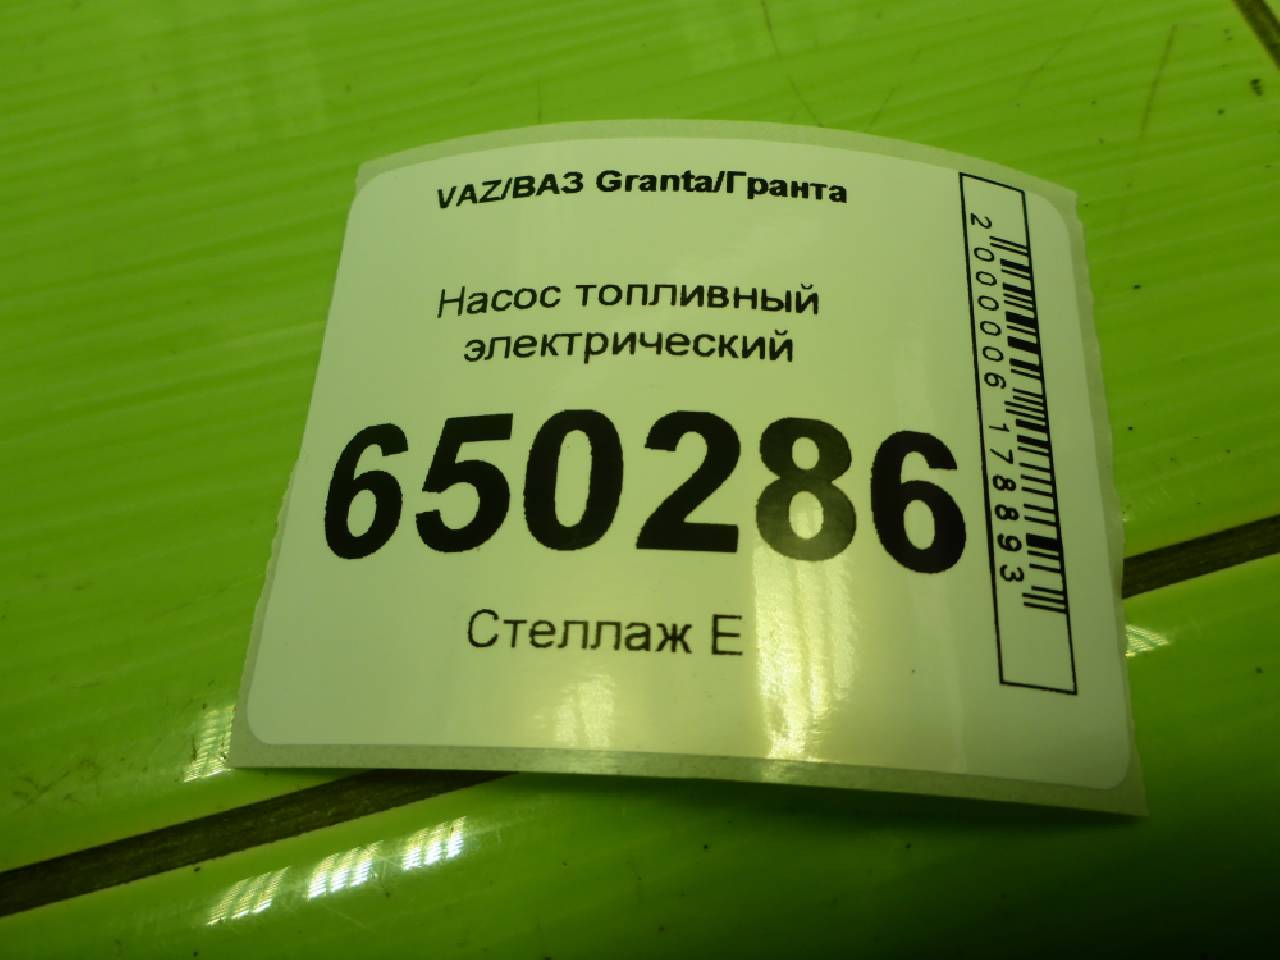 VAZ/ВАЗ Granta/Гранта
Насос топливный
электрический
650286
Стеллаж Е
2000006178893